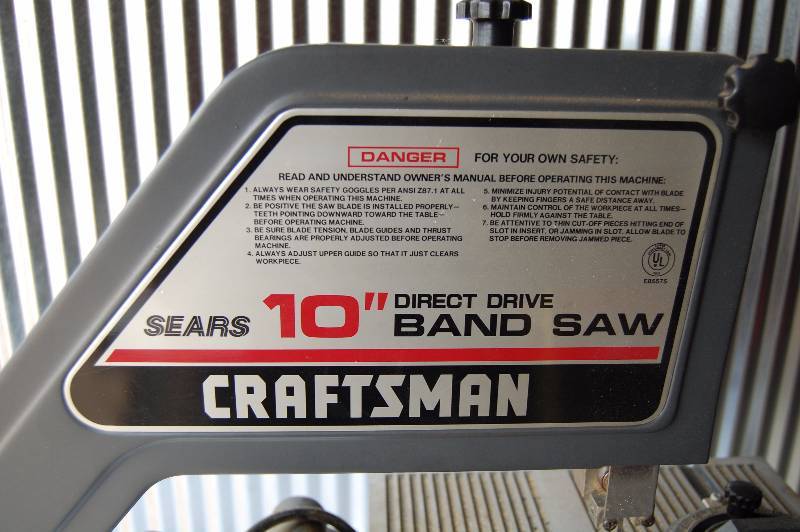 DANGER FOR YOUR OWN SAFETY:
READ AND UNDERSTAND OWNER'S MANUAL BEFORE OPERATING THIS MACHINE:
1. ALWAYS WEAR SAFETY GOGGLES PER ANSI Z87.1 AT ALL
TIMES WHEN OPERATING THIS MACHINE.
2. BE POSITIVE THE SAW BLADE IS INSTALLED PROPERLY–
TEETH POINTING DOWNWARD TOWARD THE TABLE–
BEFORE OPERATING MACHINE.
3. BE SURE BLADE TENSION, BLADE GUIDES AND THRUST
BEARINGS ARE PROPERLY ADJUSTED BEFORE OPERATING
MACHINE.
4. ALWAYS ADJUST UPPER GUIDE SO THAT IT JUST CLEARS
WORKPIECE.
5. MINIMIZE INJURY POTENTIAL OF CONTACT WITH BLADE
BY KEEPING FINGERS A SAFE DISTANCE AWAY.
6. MAINTAIN CONTROL OF THE WORKPIECE AT ALL TIMES–
HOLD FIRMLY AGAINST THE TABLE.
7. BE ATTENTIVE TO THIN CUT-OFF PIECES HITTING END OF
SLOT IN INSERT, OR JAMMING IN SLOT. ALLOW BLADE TO
STOP BEFORE REMOVING JAMMED PIECE.
UL
E86575
SEARS 10" DIRECT DRIVE
BAND SAW
CRAFTSMAN